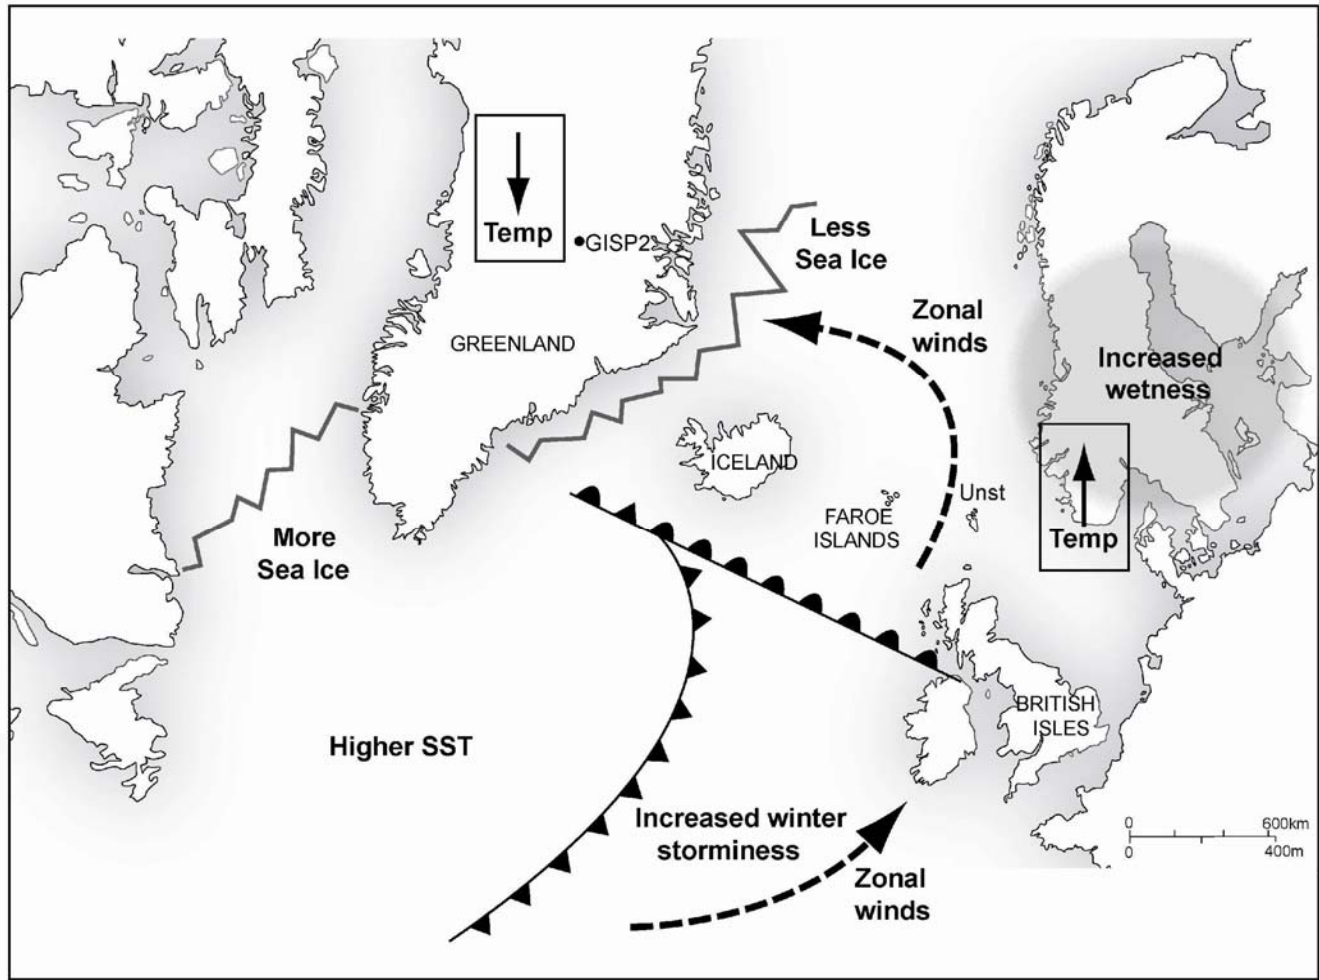 Temp
GISP2
Less
Sea Ice
Zonal
winds
GREENLAND
Increased
wetness
ICELAND
Unst
FAROE
ISLANDS
More
Sea Ice
Temp
BRITISH
ISLES
Higher SST
Increased winter
storminess
Zonal
winds
0 600km
0 400m